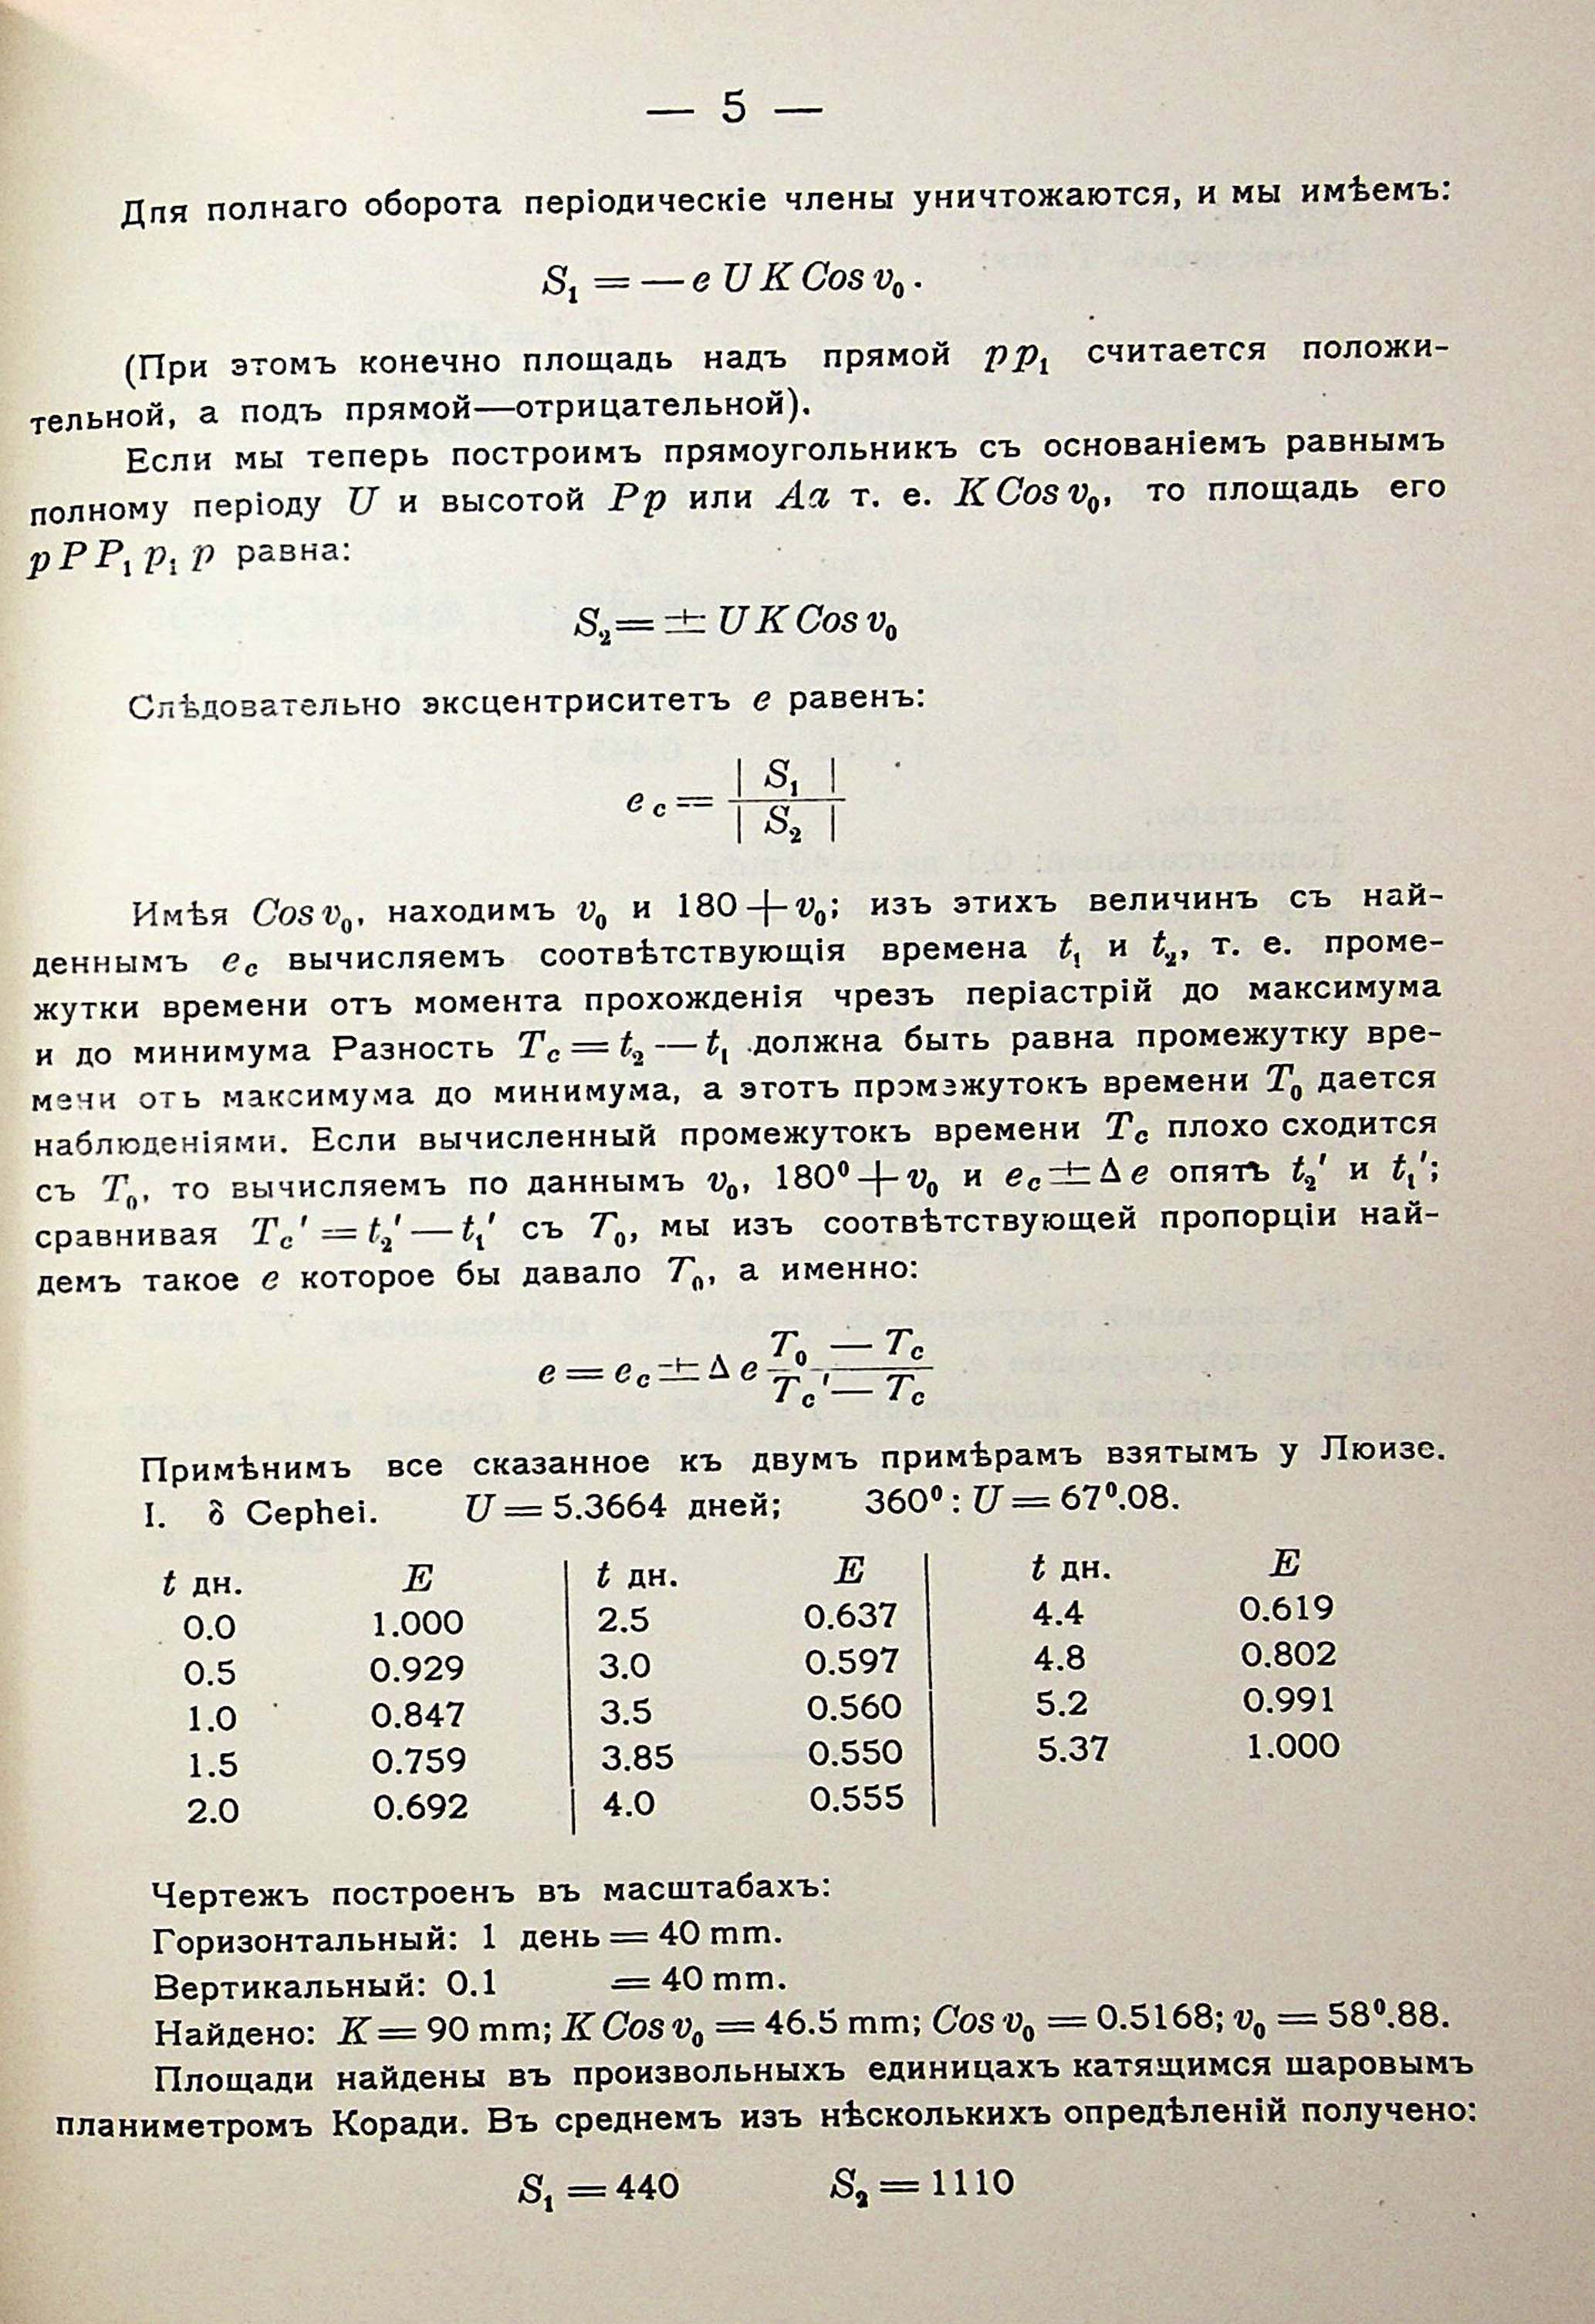 — 5 —
Для полнаго оборота періодическіе члены уничтожаются, и мы имѣемъ:
S₁ = — e U K Cos v₀.
(При этомъ конечно площадь надъ прямой pp₁ считается положи-
тельной, а подъ прямой—отрицательной).
Если мы теперь построимъ прямоугольникъ съ основаніемъ равнымъ
полному періоду U и высотой Pp или Aa т. е. K Cos v₀, то площадь его
p P P₁ p₁ p равна:
S₂ = ± U K Cos v₀
Слѣдовательно эксцентриситетъ e равенъ:
e_c = | S₁ | / | S₂ |
Имѣя Cos v₀, находимъ v₀ и 180 + v₀; изъ этихъ величинъ съ най-
деннымъ e_c вычисляемъ соотвѣтствующія времена t₁ и t₂, т. е. проме-
жутки времени отъ момента прохожденія чрезъ періастрій до максимума
и до минимума Разность T_c = t₂ — t₁ должна быть равна промежутку вре-
мени отъ максимума до минимума, а этотъ промежутокъ времени T₀ дается
наблюденіями. Если вычисленный промежутокъ времени T_c плохо сходится
съ T₀, то вычисляемъ по даннымъ v₀, 180⁰ + v₀ и e_c ± Δ e опять t₂′ и t₁′;
сравнивая T_c′ = t₂′ — t₁′ съ T₀, мы изъ соотвѣтствующей пропорціи най-
демъ такое e которое бы давало T₀, а именно:
e = e_c ± Δ e (T₀ — T_c) / (T_c′ — T_c)
Примѣнимъ все сказанное къ двумъ примѣрамъ взятымъ у Люизе.
I. δ Cephei. U = 5.3664 дней; 360⁰ : U = 67⁰.08.
t дн. E t дн. E t дн. E
0.0 1.000 2.5 0.637 4.4 0.619
0.5 0.929 3.0 0.597 4.8 0.802
1.0 0.847 3.5 0.560 5.2 0.991
1.5 0.759 3.85 0.550 5.37 1.000
2.0 0.692 4.0 0.555
Чертежъ построенъ въ масштабахъ:
Горизонтальный: 1 день = 40 mm.
Вертикальный: 0.1 = 40 mm.
Найдено: K = 90 mm; K Cos v₀ = 46.5 mm; Cos v₀ = 0.5168; v₀ = 58⁰.88.
Площади найдены въ произвольныхъ единицахъ катящимся шаровымъ
планиметромъ Коради. Въ среднемъ изъ нѣсколькихъ опредѣленій получено:
S₁ = 440 S₂ = 1110